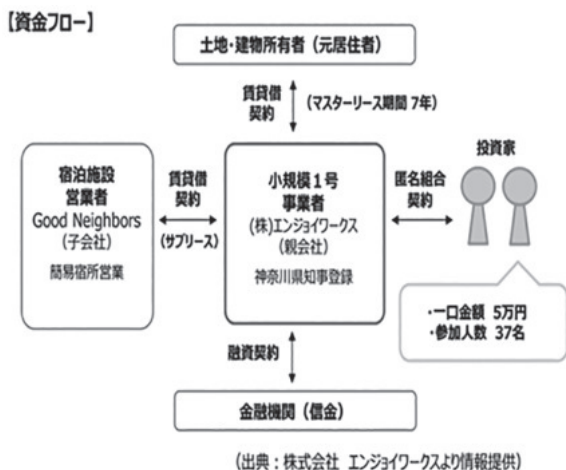 【資金フロー】
土地・建物所有者（元居住者）
賃貸借
契約
（マスターリース期間 7年）
宿泊施設
営業者
Good Neighbors
（子会社）
簡易宿所営業
賃貸借
契約
（サブリース）
小規模１号
事業者
(株)エンジョイワークス
（親会社）
神奈川県知事登録
匿名組合
契約
投資家
・一口金額 5万円
・参加人数 37名
融資契約
金融機関（信金）
（出典：株式会社 エンジョイワークスより情報提供）